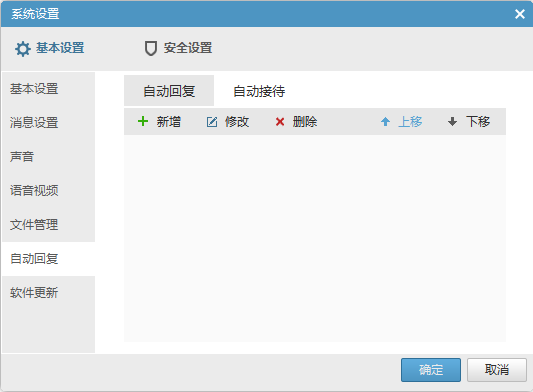 系统设置
基本设置 安全设置
基本设置
消息设置
声音
语音视频
文件管理
自动回复
软件更新
自动回复 自动接待
新增 修改 删除 上移 下移
确定 取消